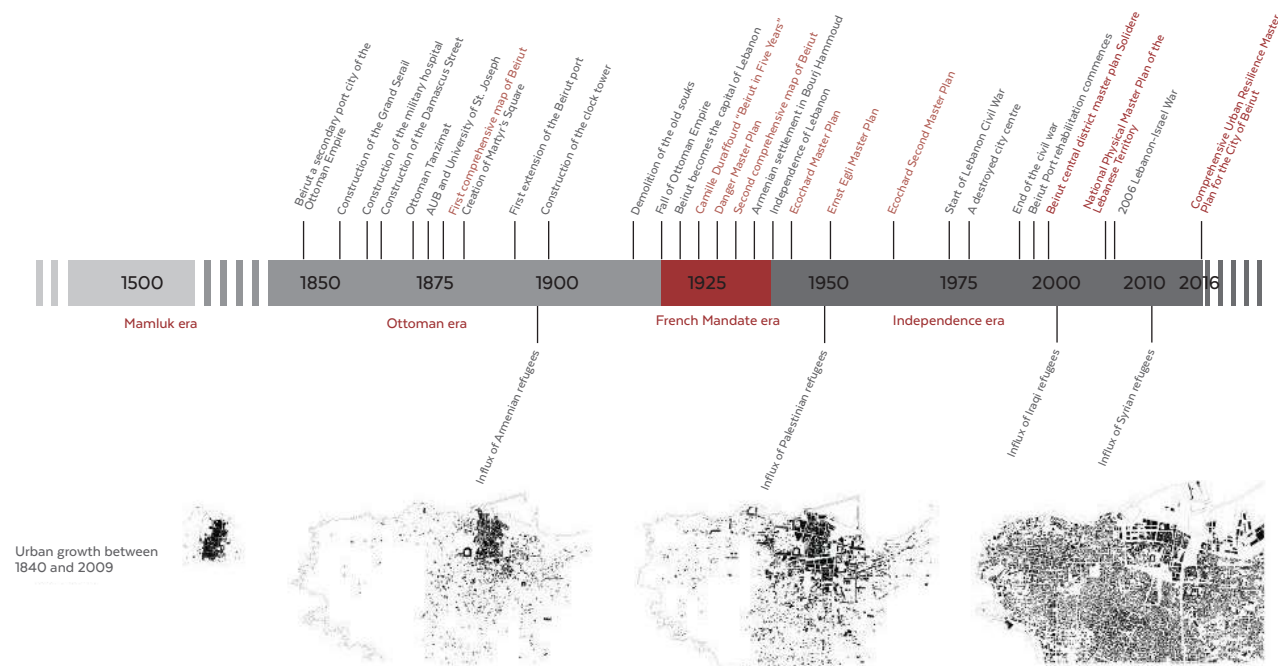 Beirut a secondary port city of the
Ottoman Empire
Construction of the Grand Serail
Construction of the military hospital
Construction of the Damascus Street
Ottoman Tanzimat
AUB and University of St. Joseph
First comprehensive map of Beirut
Creation of Martyr's Square
First extension of the Beirut port
Construction of the clock tower
Demolition of the old souks
Fall of Ottoman Empire
Beirut becomes the capital of Lebanon
Camille Duraffourd "Beirut in Five Years"
Danger Master Plan
Second comprehensive map of Beirut
Armenian settlement in Bourj Hammoud
Independence of Lebanon
Ecochard Master Plan
Ernst Egli Master Plan
Ecochard Second Master Plan
Start of Lebanon Civil War
A destroyed city centre
End of the civil war
Beirut Port rehabilitation commences
Beirut central district master plan Solidere
National Physical Master Plan of the
Lebanese Territory
2006 Lebanon-Israel War
Comprehensive Urban Resilience Master
Plan for the City of Beirut
1500
1850
1875
1900
1925
1950
1975
2000
2010
2016
Mamluk era
Ottoman era
French Mandate era
Independence era
Influx of Armenian refugees
Influx of Palestinian refugees
Influx of Iraqi refugees
Influx of Syrian refugees
Urban growth between
1840 and 2009